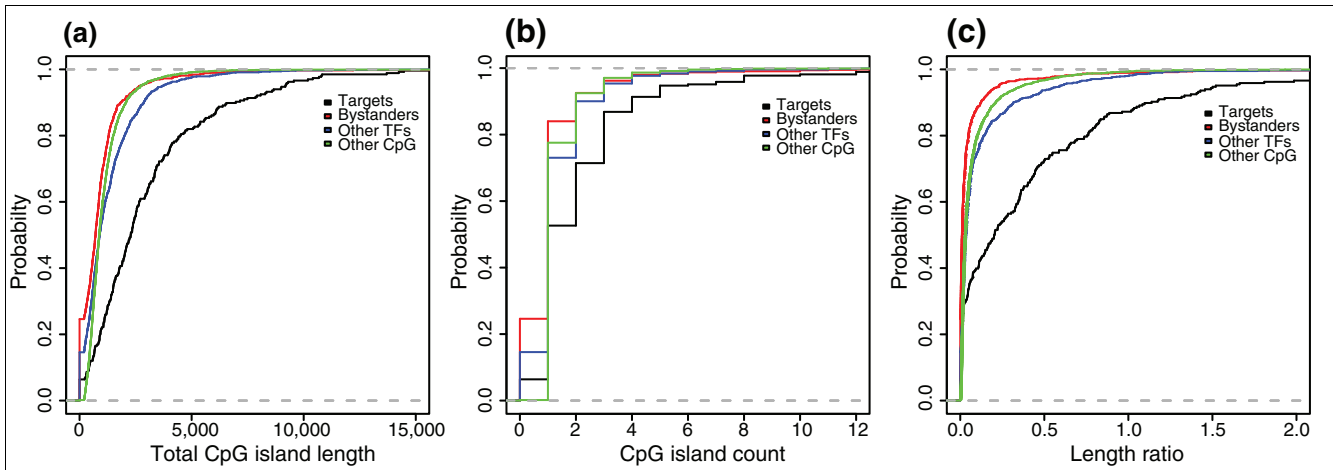 (a)
Probabilty
1.0
0.8
0.6
0.4
0.2
0.0
Targets
Bystanders
Other TFs
Other CpG
0
5,000
10,000
15,000
Total CpG island length
(b)
Probabilty
1.0
0.8
0.6
0.4
0.2
0.0
Targets
Bystanders
Other TFs
Other CpG
0
2
4
6
8
10
12
CpG island count
(c)
Probabilty
1.0
0.8
0.6
0.4
0.2
0.0
Targets
Bystanders
Other TFs
Other CpG
0.0
0.5
1.0
1.5
2.0
Length ratio